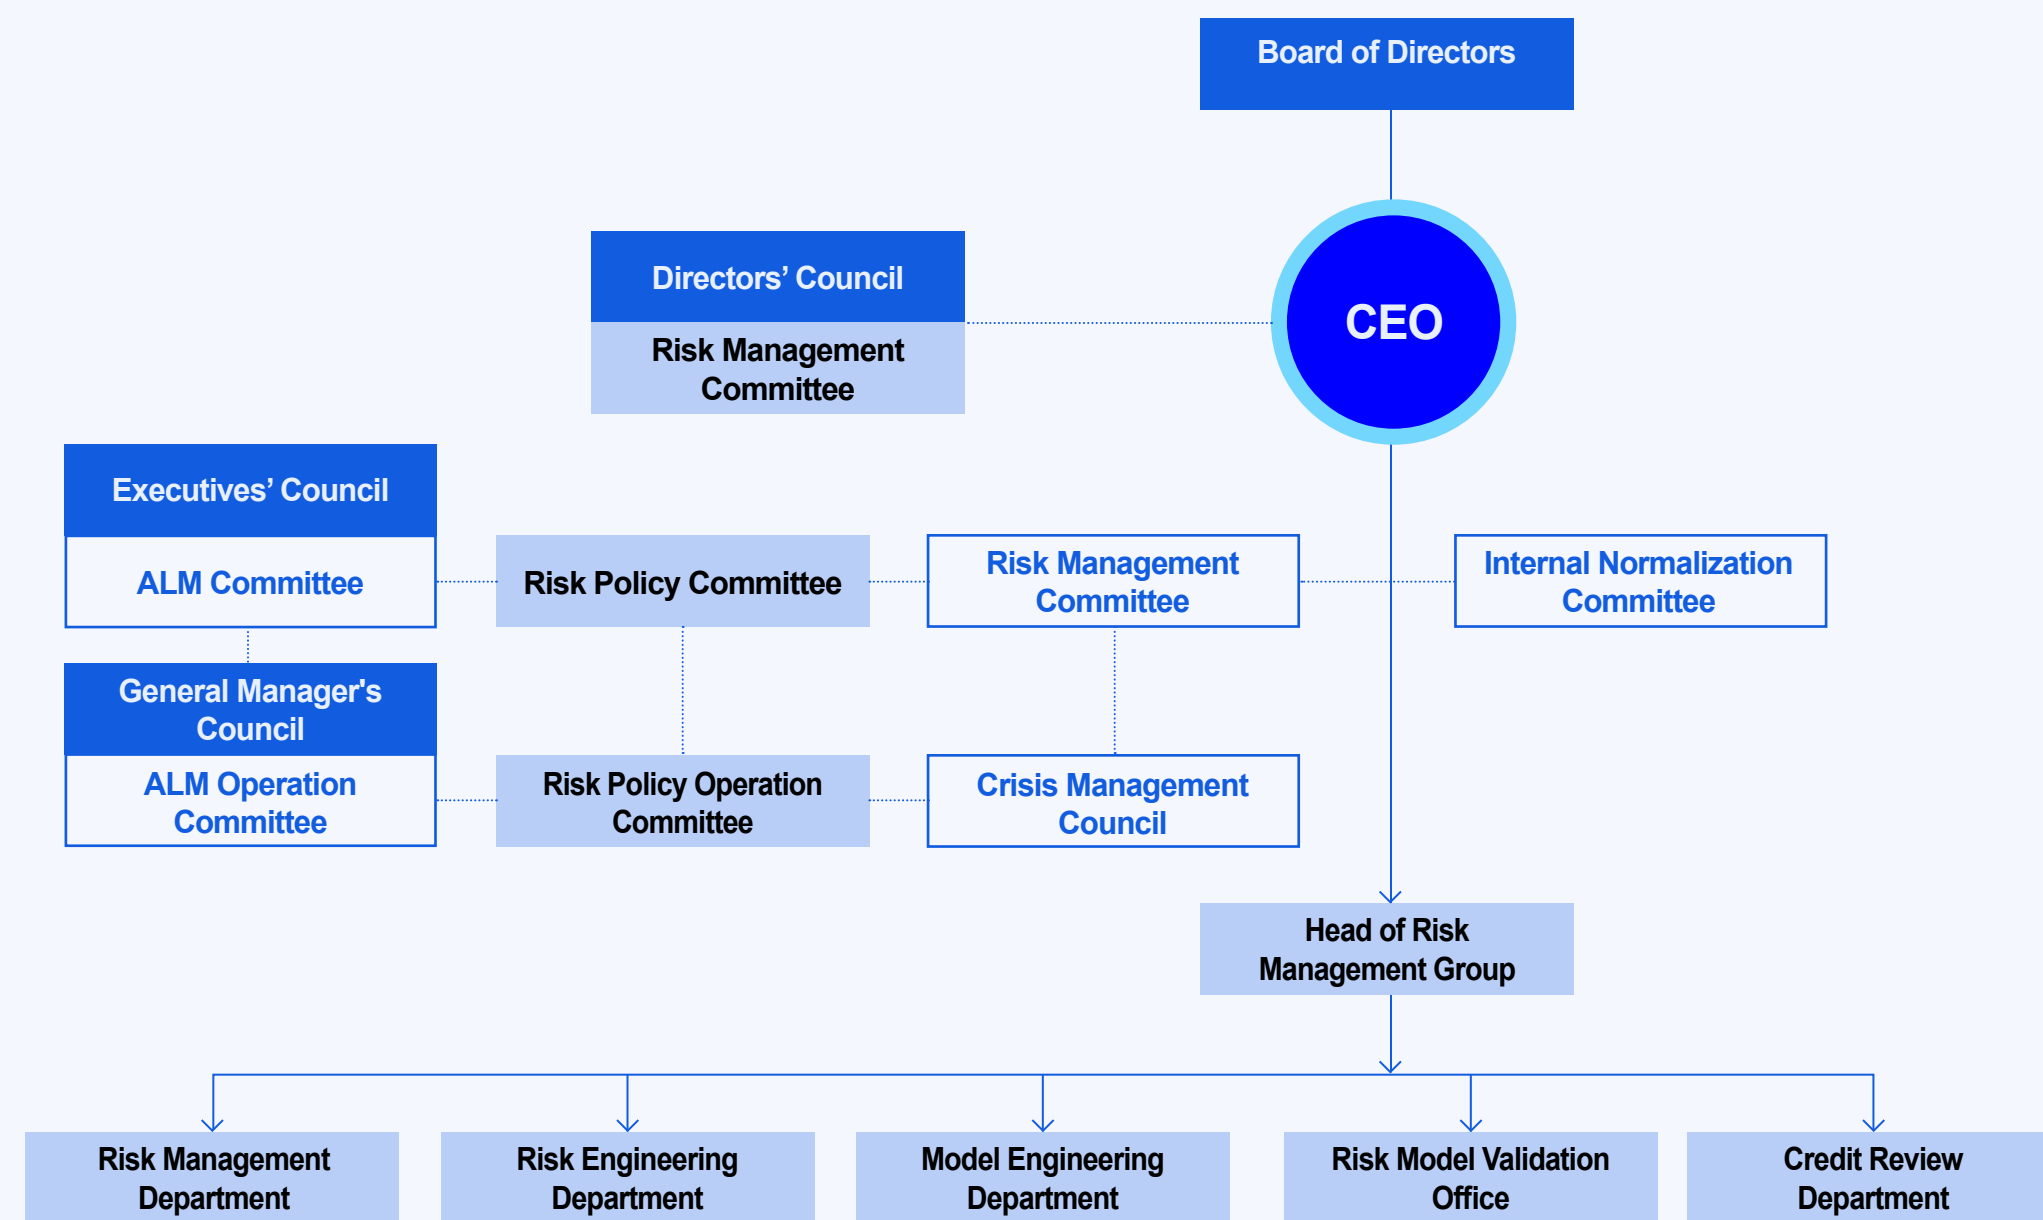 Board of Directors
Directors’ Council
Risk Management
Committee
CEO
Executives’ Council
ALM Committee
Risk Policy Committee
Risk Management
Committee
Internal Normalization
Committee
General Manager's
Council
ALM Operation
Committee
Risk Policy Operation
Committee
Crisis Management
Council
Head of Risk
Management Group
Risk Management
Department
Risk Engineering
Department
Model Engineering
Department
Risk Model Validation
Office
Credit Review
Department